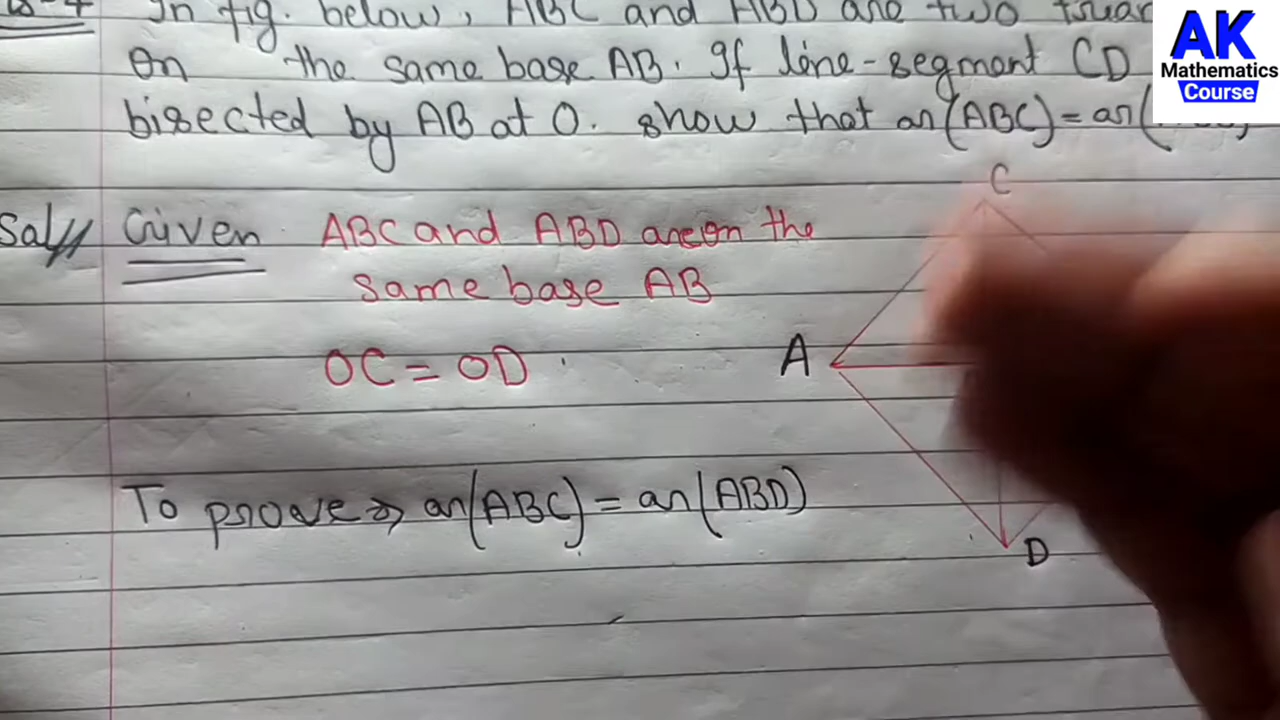 In fig. below, ABC and ABD are two
on the same base AB. If line-segment CD
bisected by AB at O. show that ar(ABC)=ar(
Sol Given ABC and ABD are on the
same base AB
OC = OD
To prove ⇒ ar(ABC) = ar(ABD)
C
A
D
AK
Mathematics
Course